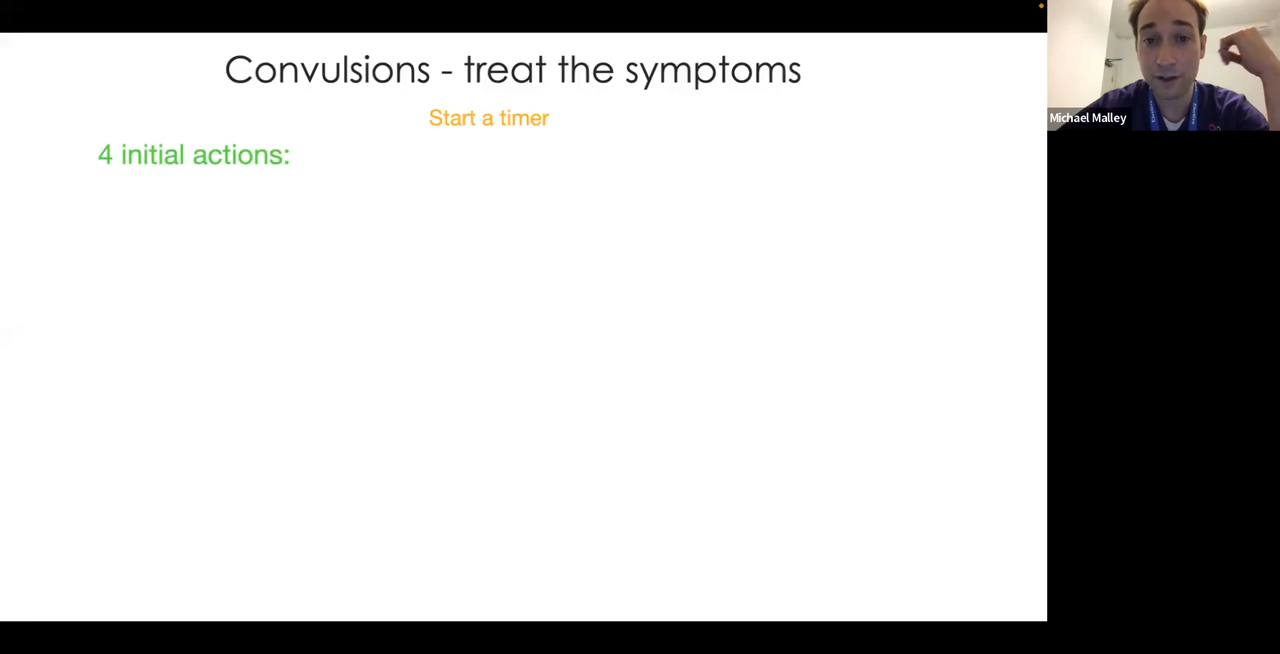 Convulsions - treat the symptoms
Start a timer
4 initial actions:
Michael Malley